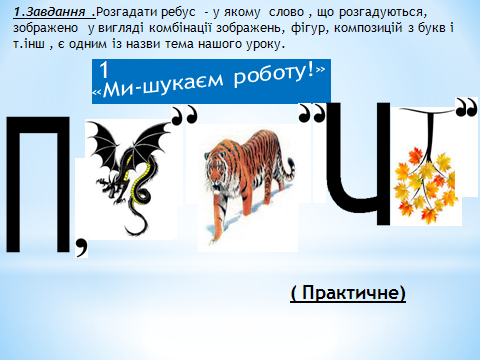 1.Завдання .Розгадати ребус - у якому слово , що розгадуються,
зображено у вигляді комбінації зображень, фігур, композицій з букв і
т.інш , є одним із назви тема нашого уроку.
1
«Ми-шукаєм роботу!»
П , ” ” Ч ”
( Практичне)